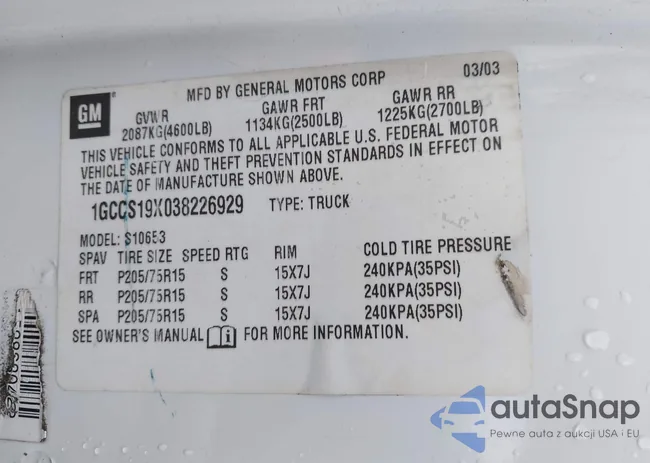 GM
MFD BY GENERAL MOTORS CORP 03/03
GVWR GAWR FRT GAWR RR
2087KG(4600LB) 1134KG(2500LB) 1225KG(2700LB)
THIS VEHICLE CONFORMS TO ALL APPLICABLE U.S. FEDERAL MOTOR
VEHICLE SAFETY AND THEFT PREVENTION STANDARDS IN EFFECT ON
THE DATE OF MANUFACTURE SHOWN ABOVE.
1GCCS19X038226929 TYPE: TRUCK
MODEL: S10653
SPAV TIRE SIZE SPEED RTG RIM COLD TIRE PRESSURE
FRT P205/75R15 S 15X7J 240KPA(35PSI)
RR P205/75R15 S 15X7J 240KPA(35PSI)
SPA P205/75R15 S 15X7J 240KPA(35PSI)
SEE OWNER'S MANUAL i FOR MORE INFORMATION.
autaSnap
Pewne auta z aukcji USA i EU